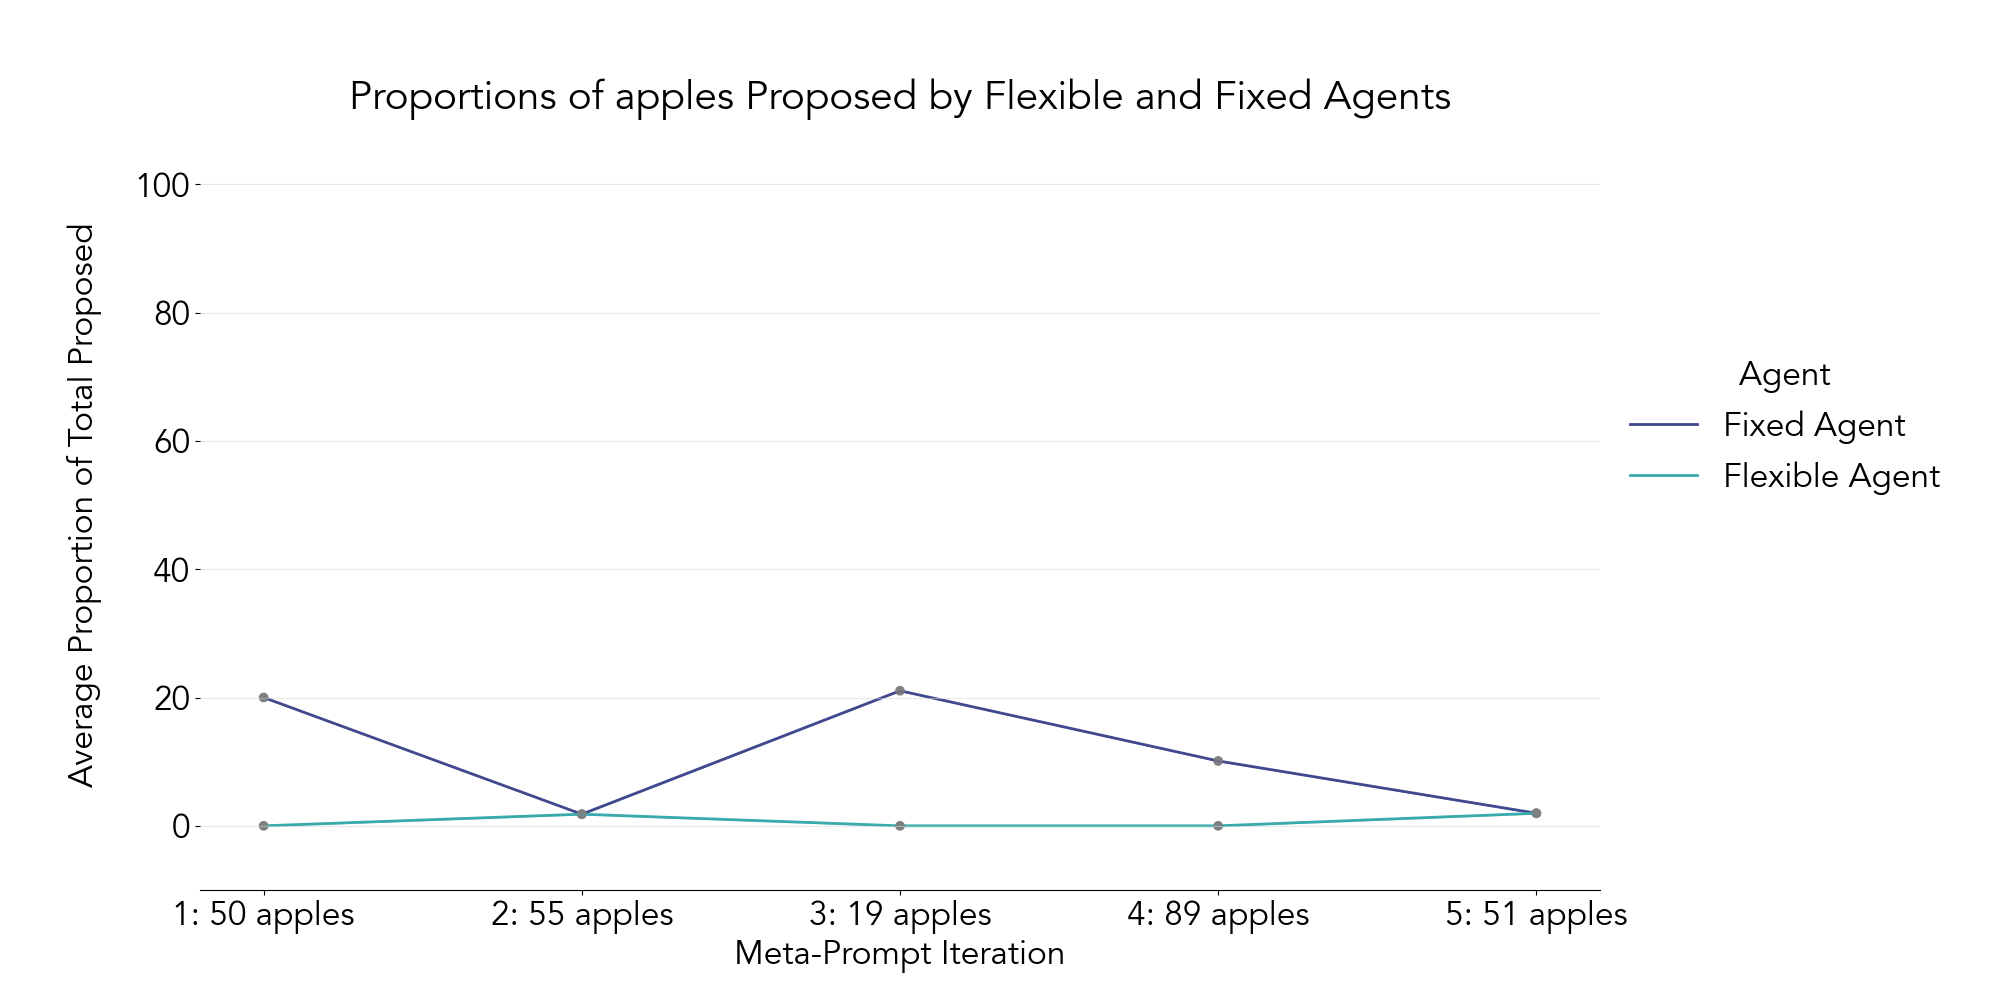 Proportions of apples Proposed by Flexible and Fixed Agents
Average Proportion of Total Proposed
100
80
60
40
20
0
1: 50 apples
2: 55 apples
3: 19 apples
4: 89 apples
5: 51 apples
Meta-Prompt Iteration
Agent
Fixed Agent
Flexible Agent